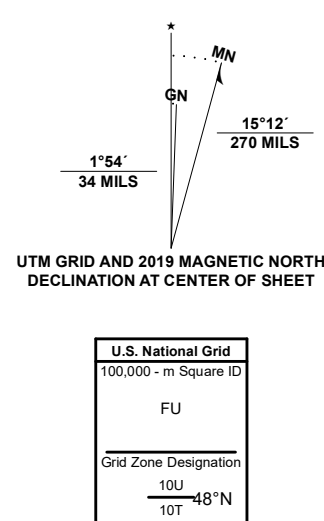 ★
MN
GN
15°12´
270 MILS
1°54´
34 MILS
UTM GRID AND 2019 MAGNETIC NORTH
DECLINATION AT CENTER OF SHEET
U.S. National Grid
100,000 - m Square ID
FU
Grid Zone Designation
10U
48°N
10T